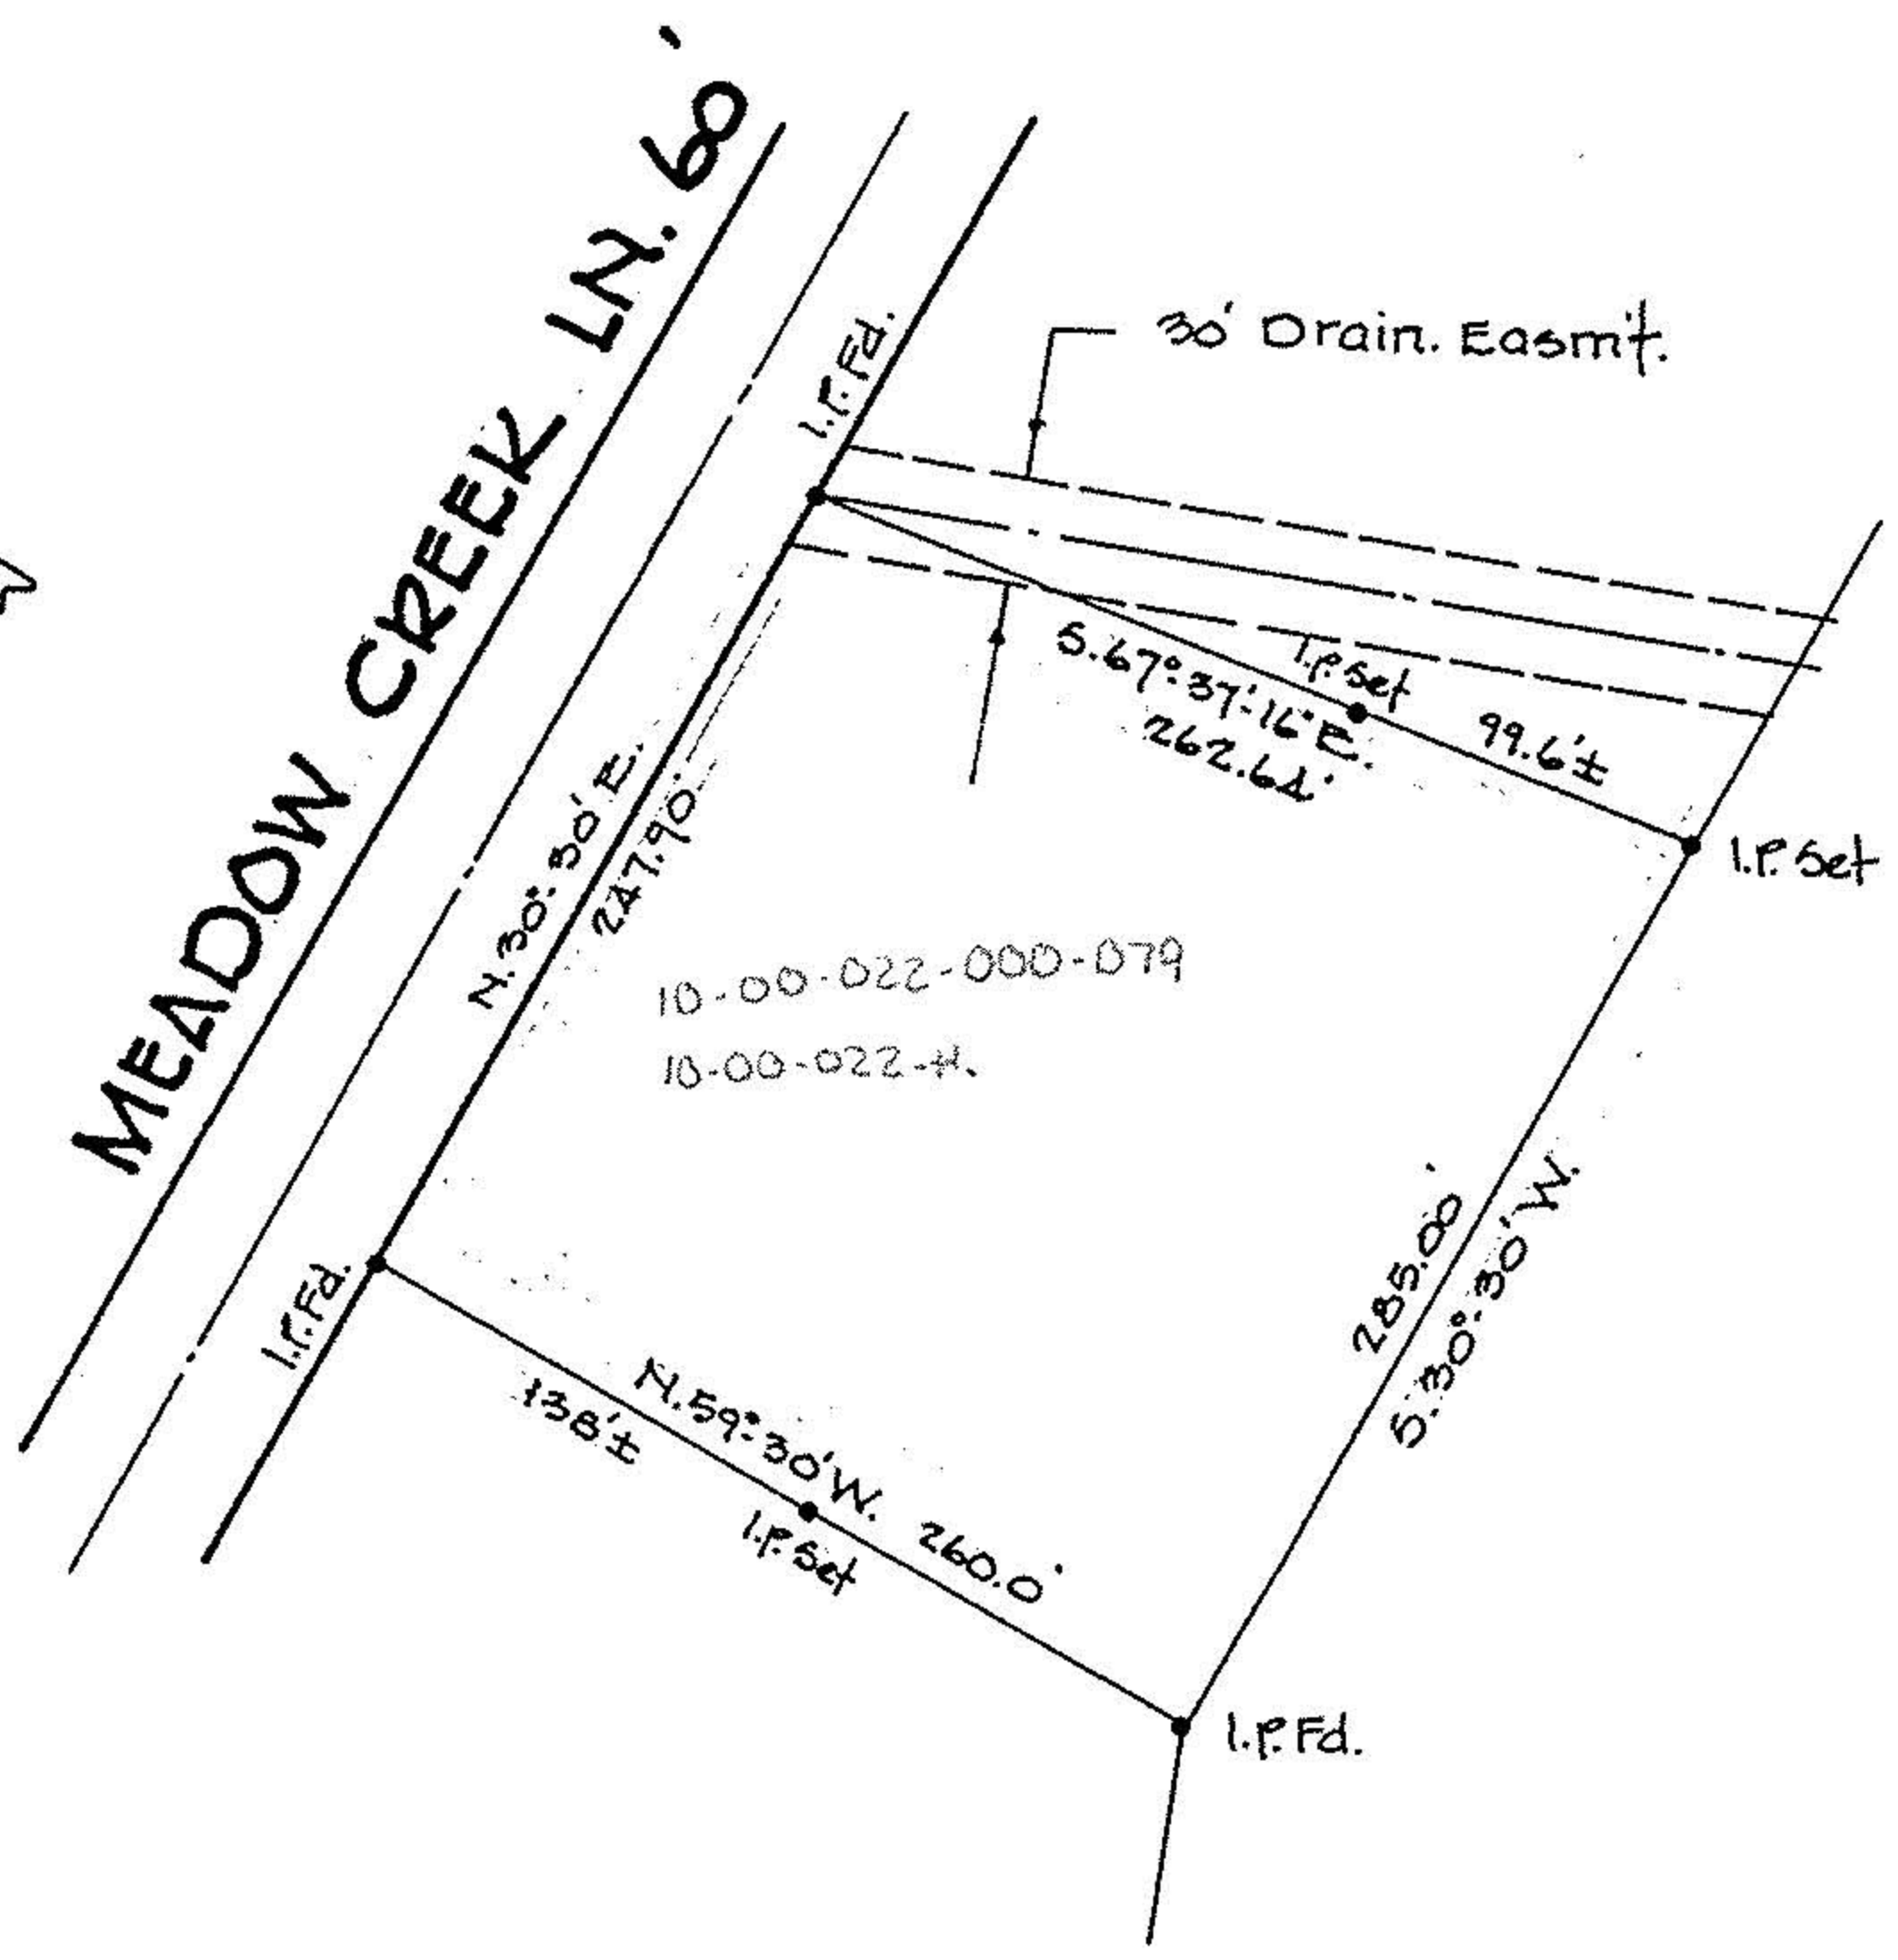 MEADOW CREEK LN. 60'
I.P. Fd.
30' Drain. Easm't.
I.P. Set
S. 67°-37'-16" E.
262.62'
99.6'±
I.P. Set
N. 30°-30' E.
247.90'
10-00-022-000-079
10-00-022-H.
285.00'
S. 30°-30' W.
I.P. Fd.
N. 59°-30' W. 260.0'
138'±
I.P. Set
I.P. Fd.